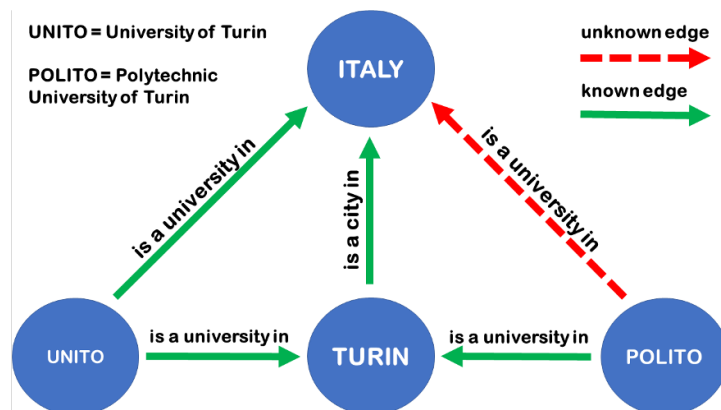 UNITO = University of Turin
POLITO = Polytechnic
University of Turin
ITALY
unknown edge
known edge
is a university in
is a city in
is a university in
UNITO
is a university in
TURIN
is a university in
POLITO